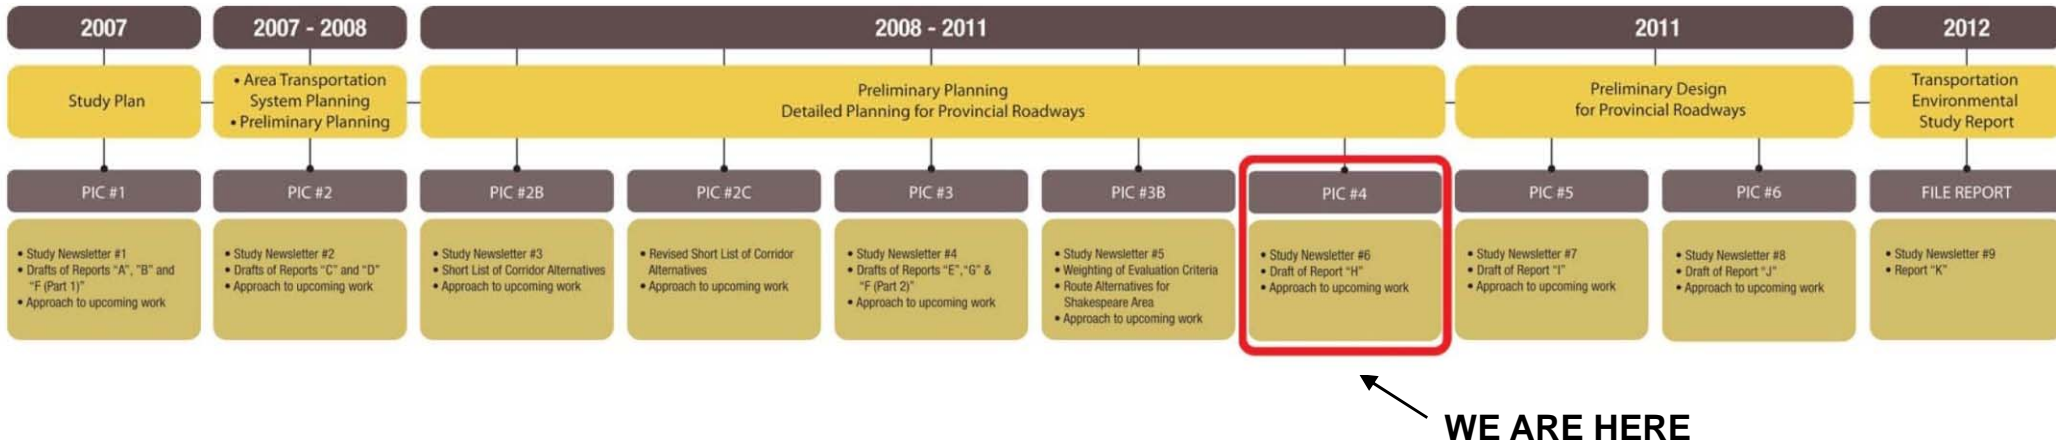 2007
2007 - 2008
2008 - 2011
2011
2012
Study Plan
• Area Transportation
System Planning
• Preliminary Planning
Preliminary Planning
Detailed Planning for Provincial Roadways
Preliminary Design
for Provincial Roadways
Transportation
Environmental
Study Report
PIC #1
PIC #2
PIC #2B
PIC #2C
PIC #3
PIC #3B
PIC #4
PIC #5
PIC #6
FILE REPORT
• Study Newsletter #1
• Drafts of Reports "A", "B" and
"F (Part 1)"
• Approach to upcoming work
• Study Newsletter #2
• Drafts of Reports "C" and "D"
• Approach to upcoming work
• Study Newsletter #3
• Short List of Corridor Alternatives
• Approach to upcoming work
• Revised Short List of Corridor
Alternatives
• Approach to upcoming work
• Study Newsletter #4
• Drafts of Reports "E","G" &
"F (Part 2)"
• Approach to upcoming work
• Study Newsletter #5
• Weighting of Evaluation Criteria
• Route Alternatives for
Shakespeare Area
• Approach to upcoming work
• Study Newsletter #6
• Draft of Report "H"
• Approach to upcoming work
• Study Newsletter #7
• Draft of Report "I"
• Approach to upcoming work
• Study Newsletter #8
• Draft of Report "J"
• Approach to upcoming work
• Study Newsletter #9
• Report "K"
WE ARE HERE